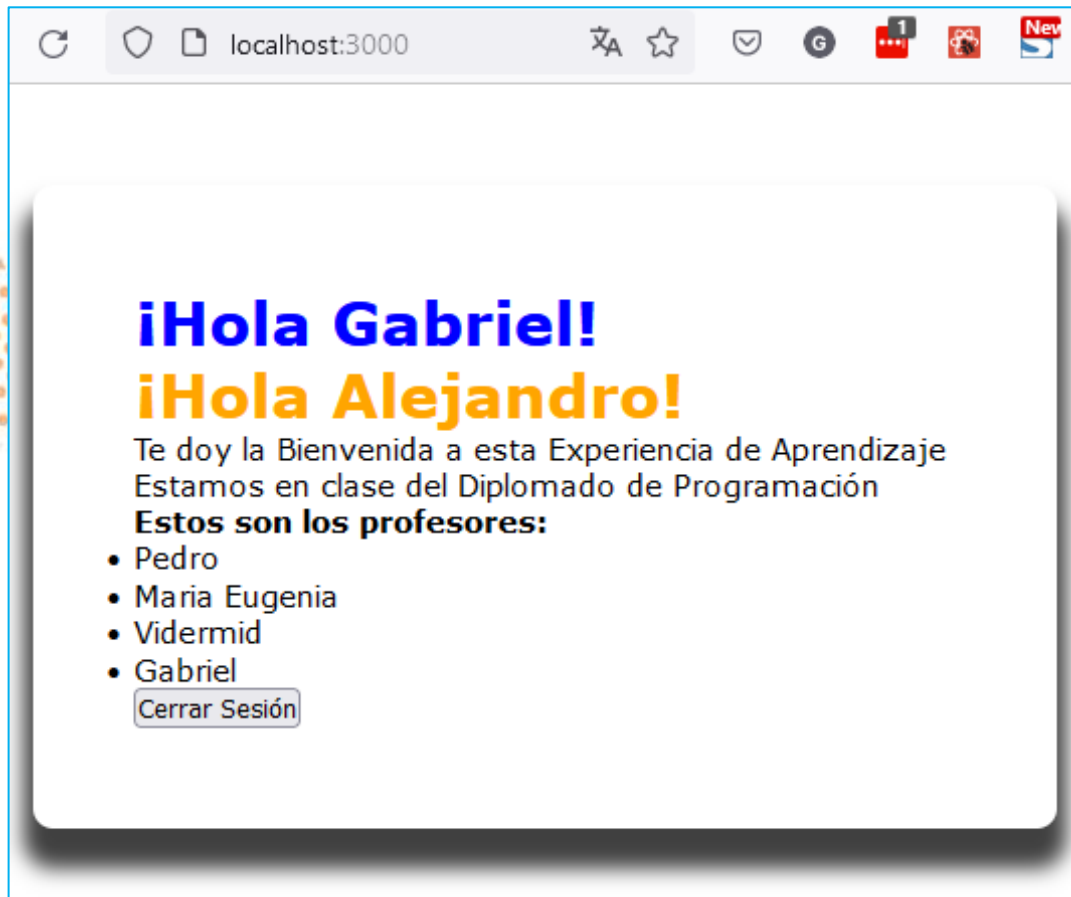 localhost:3000
G
1
New
¡Hola Gabriel!
¡Hola Alejandro!
Te doy la Bienvenida a esta Experiencia de Aprendizaje
Estamos en clase del Diplomado de Programación
Estos son los profesores:
• Pedro
• Maria Eugenia
• Vidermid
• Gabriel
Cerrar Sesión